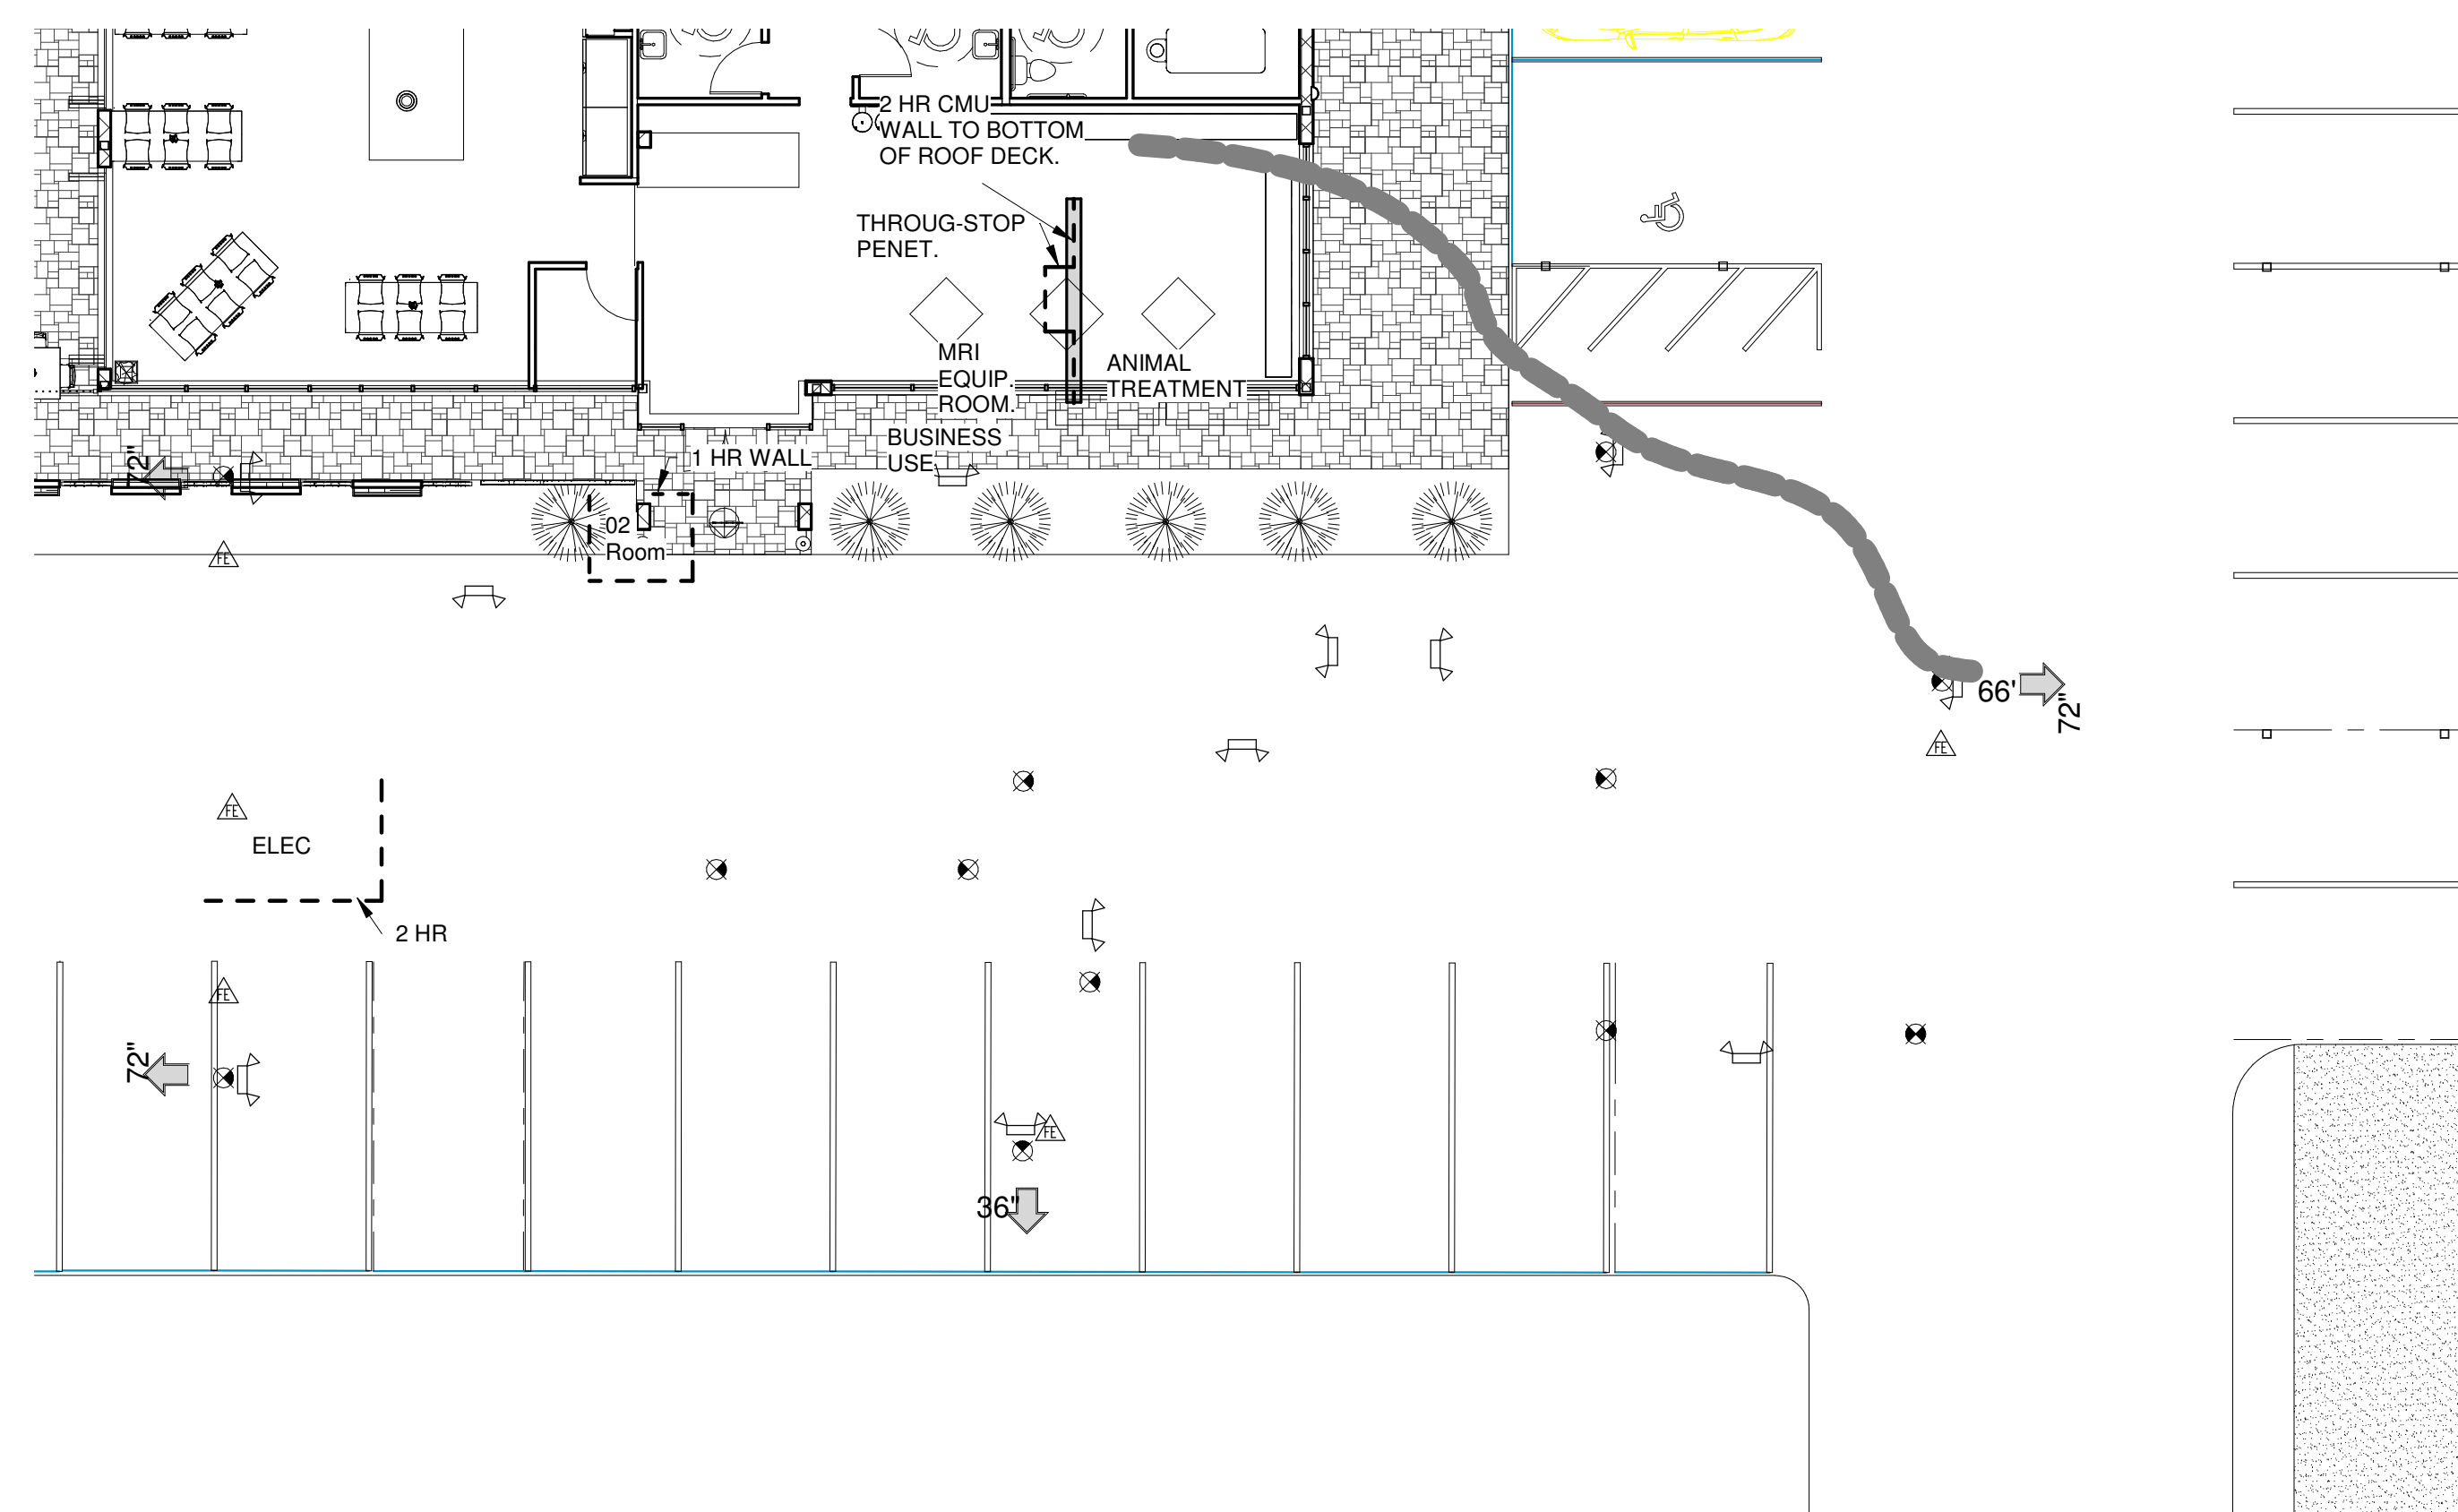 2 HR CMU
WALL TO BOTTOM
OF ROOF DECK.
THROUG-STOP
PENET.
MRI
EQUIP.
ROOM.
ANIMAL
TREATMENT
BUSINESS
USE
1 HR WALL
72"
02
Room
FE
66'
72"
FE
FE
ELEC
2 HR
FE
72"
FE
36"